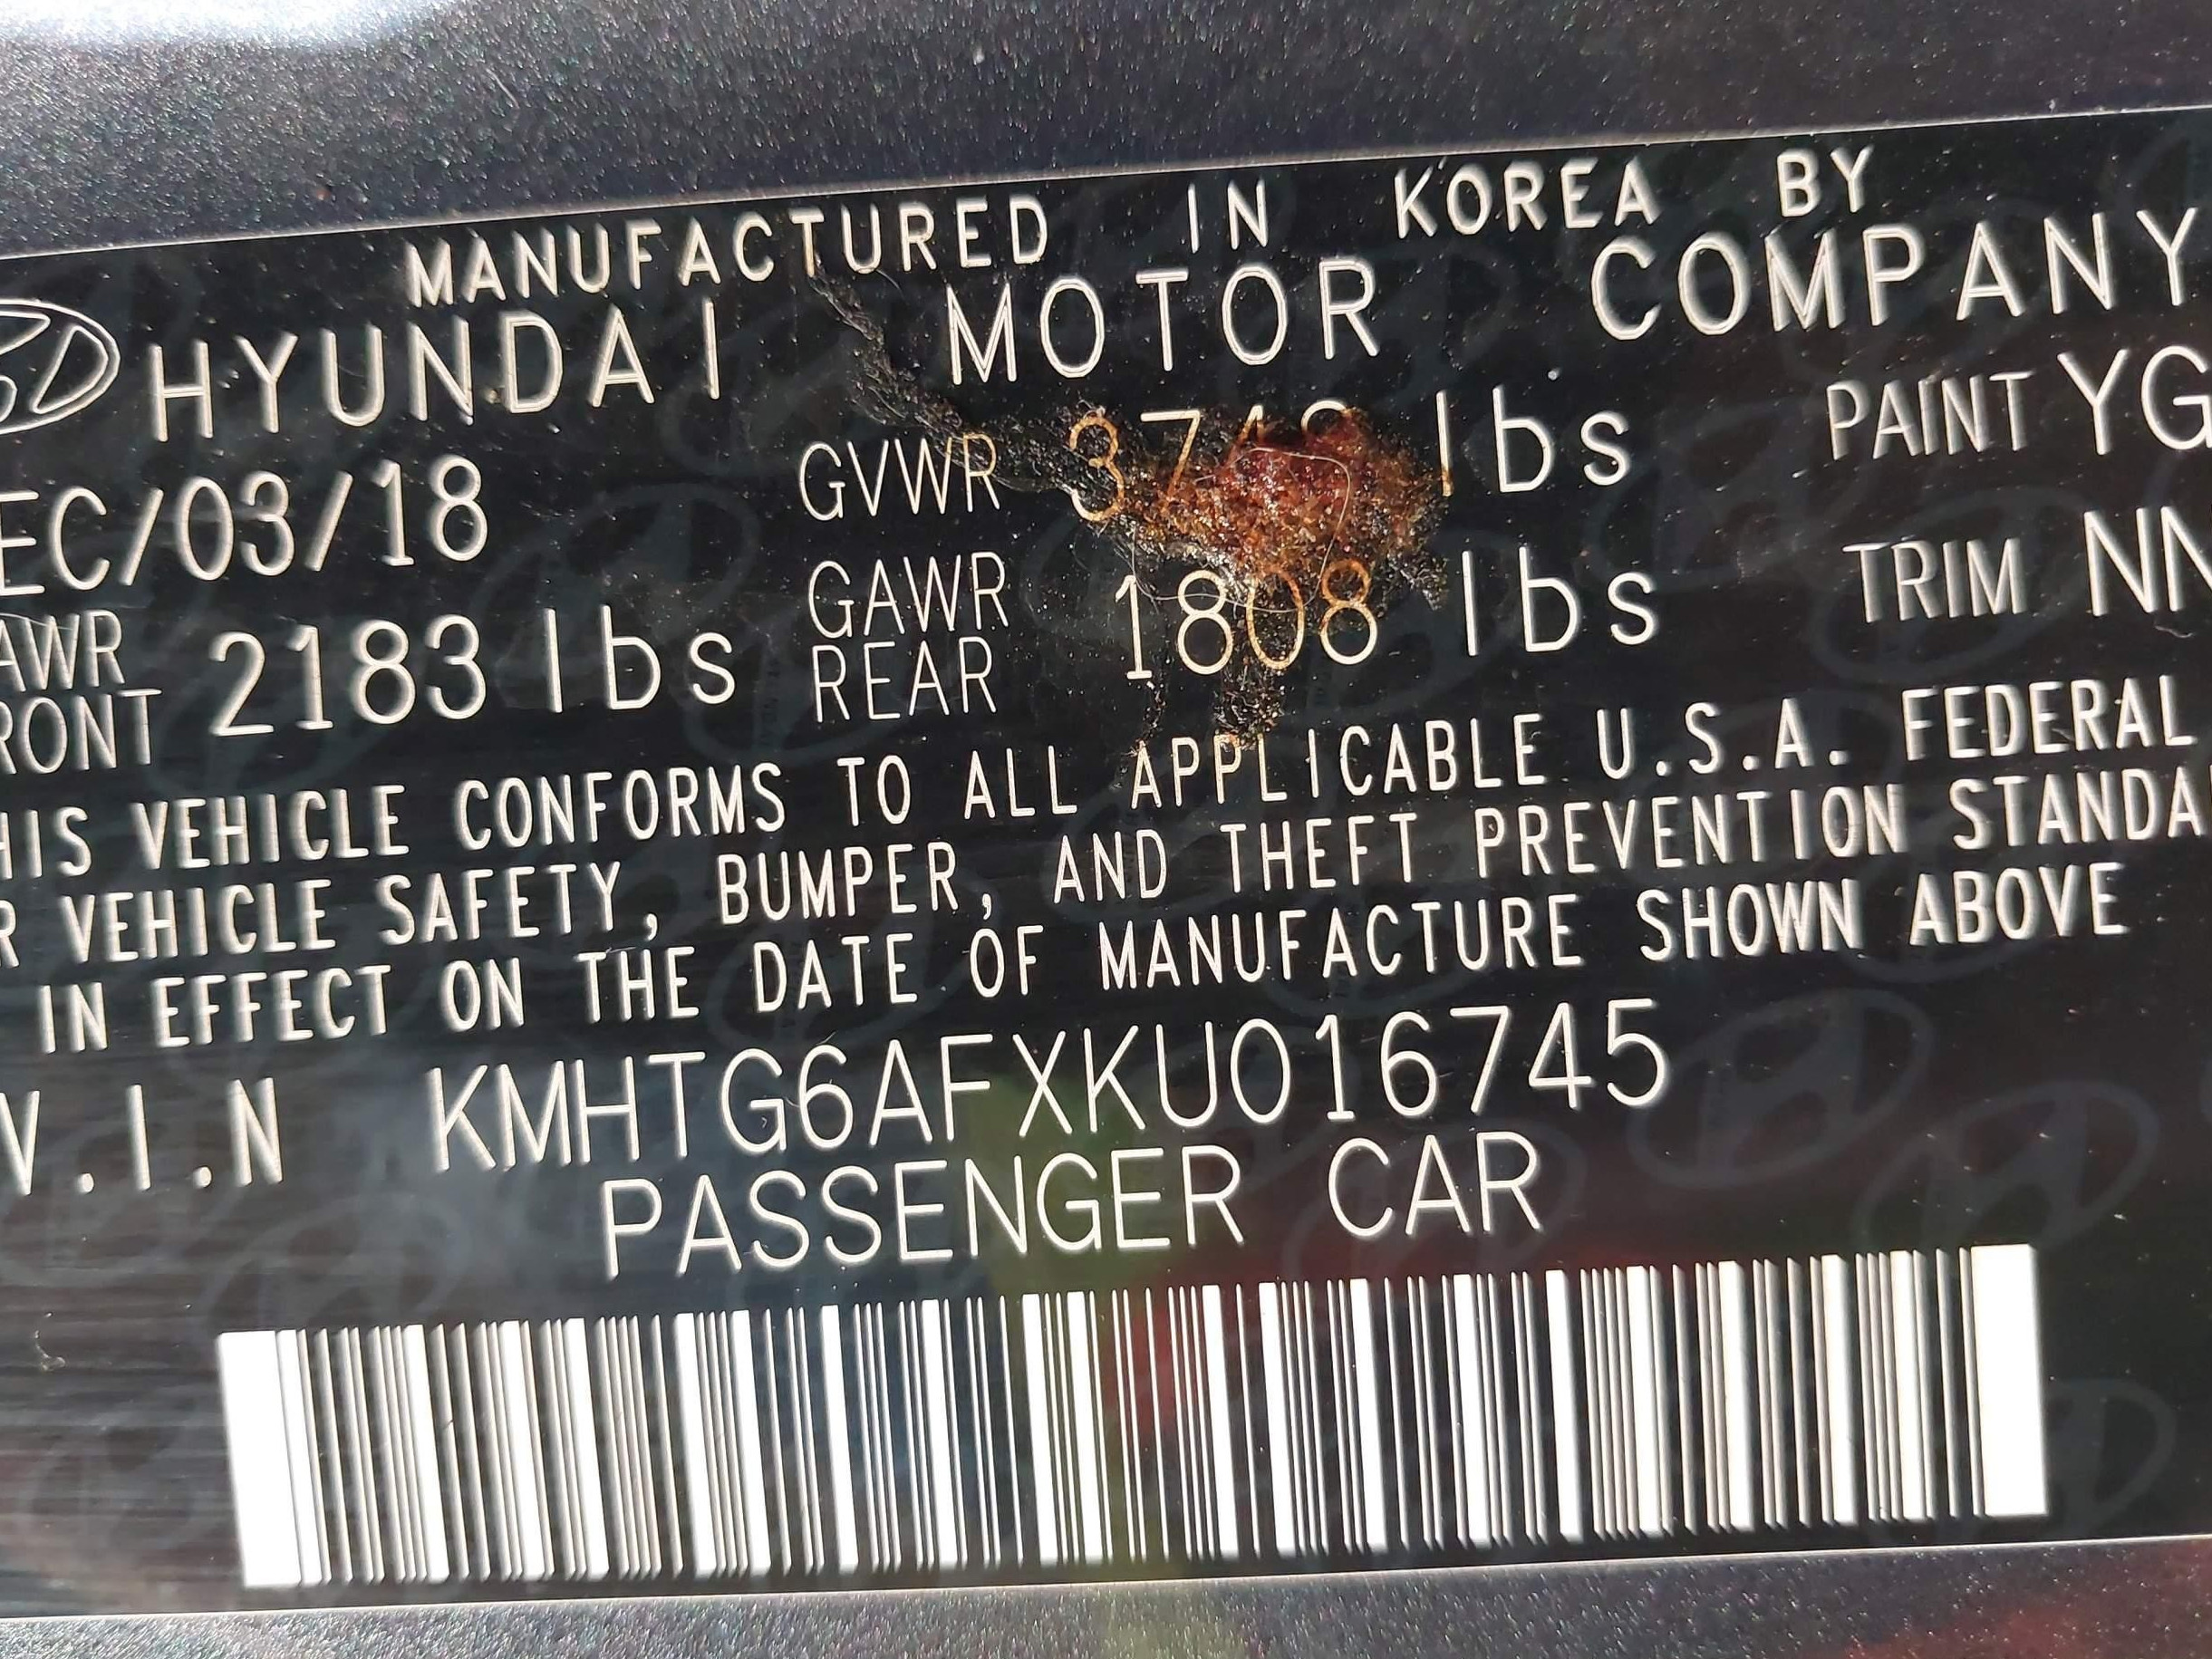 MANUFACTURED IN KOREA BY
HYUNDAI MOTOR COMPANY
EC/03/18 GVWR lbs PAINT YG
AWR RONT 2183 lbs GAWR REAR 1808 lbs TRIM NN
HIS VEHICLE CONFORMS TO ALL APPLICABLE U.S.A. FEDERAL
R VEHICLE SAFETY, BUMPER, AND THEFT PREVENTION STANDA
IN EFFECT ON THE DATE OF MANUFACTURE SHOWN ABOVE
V.I.N KMHTG6AFXKU016745
PASSENGER CAR